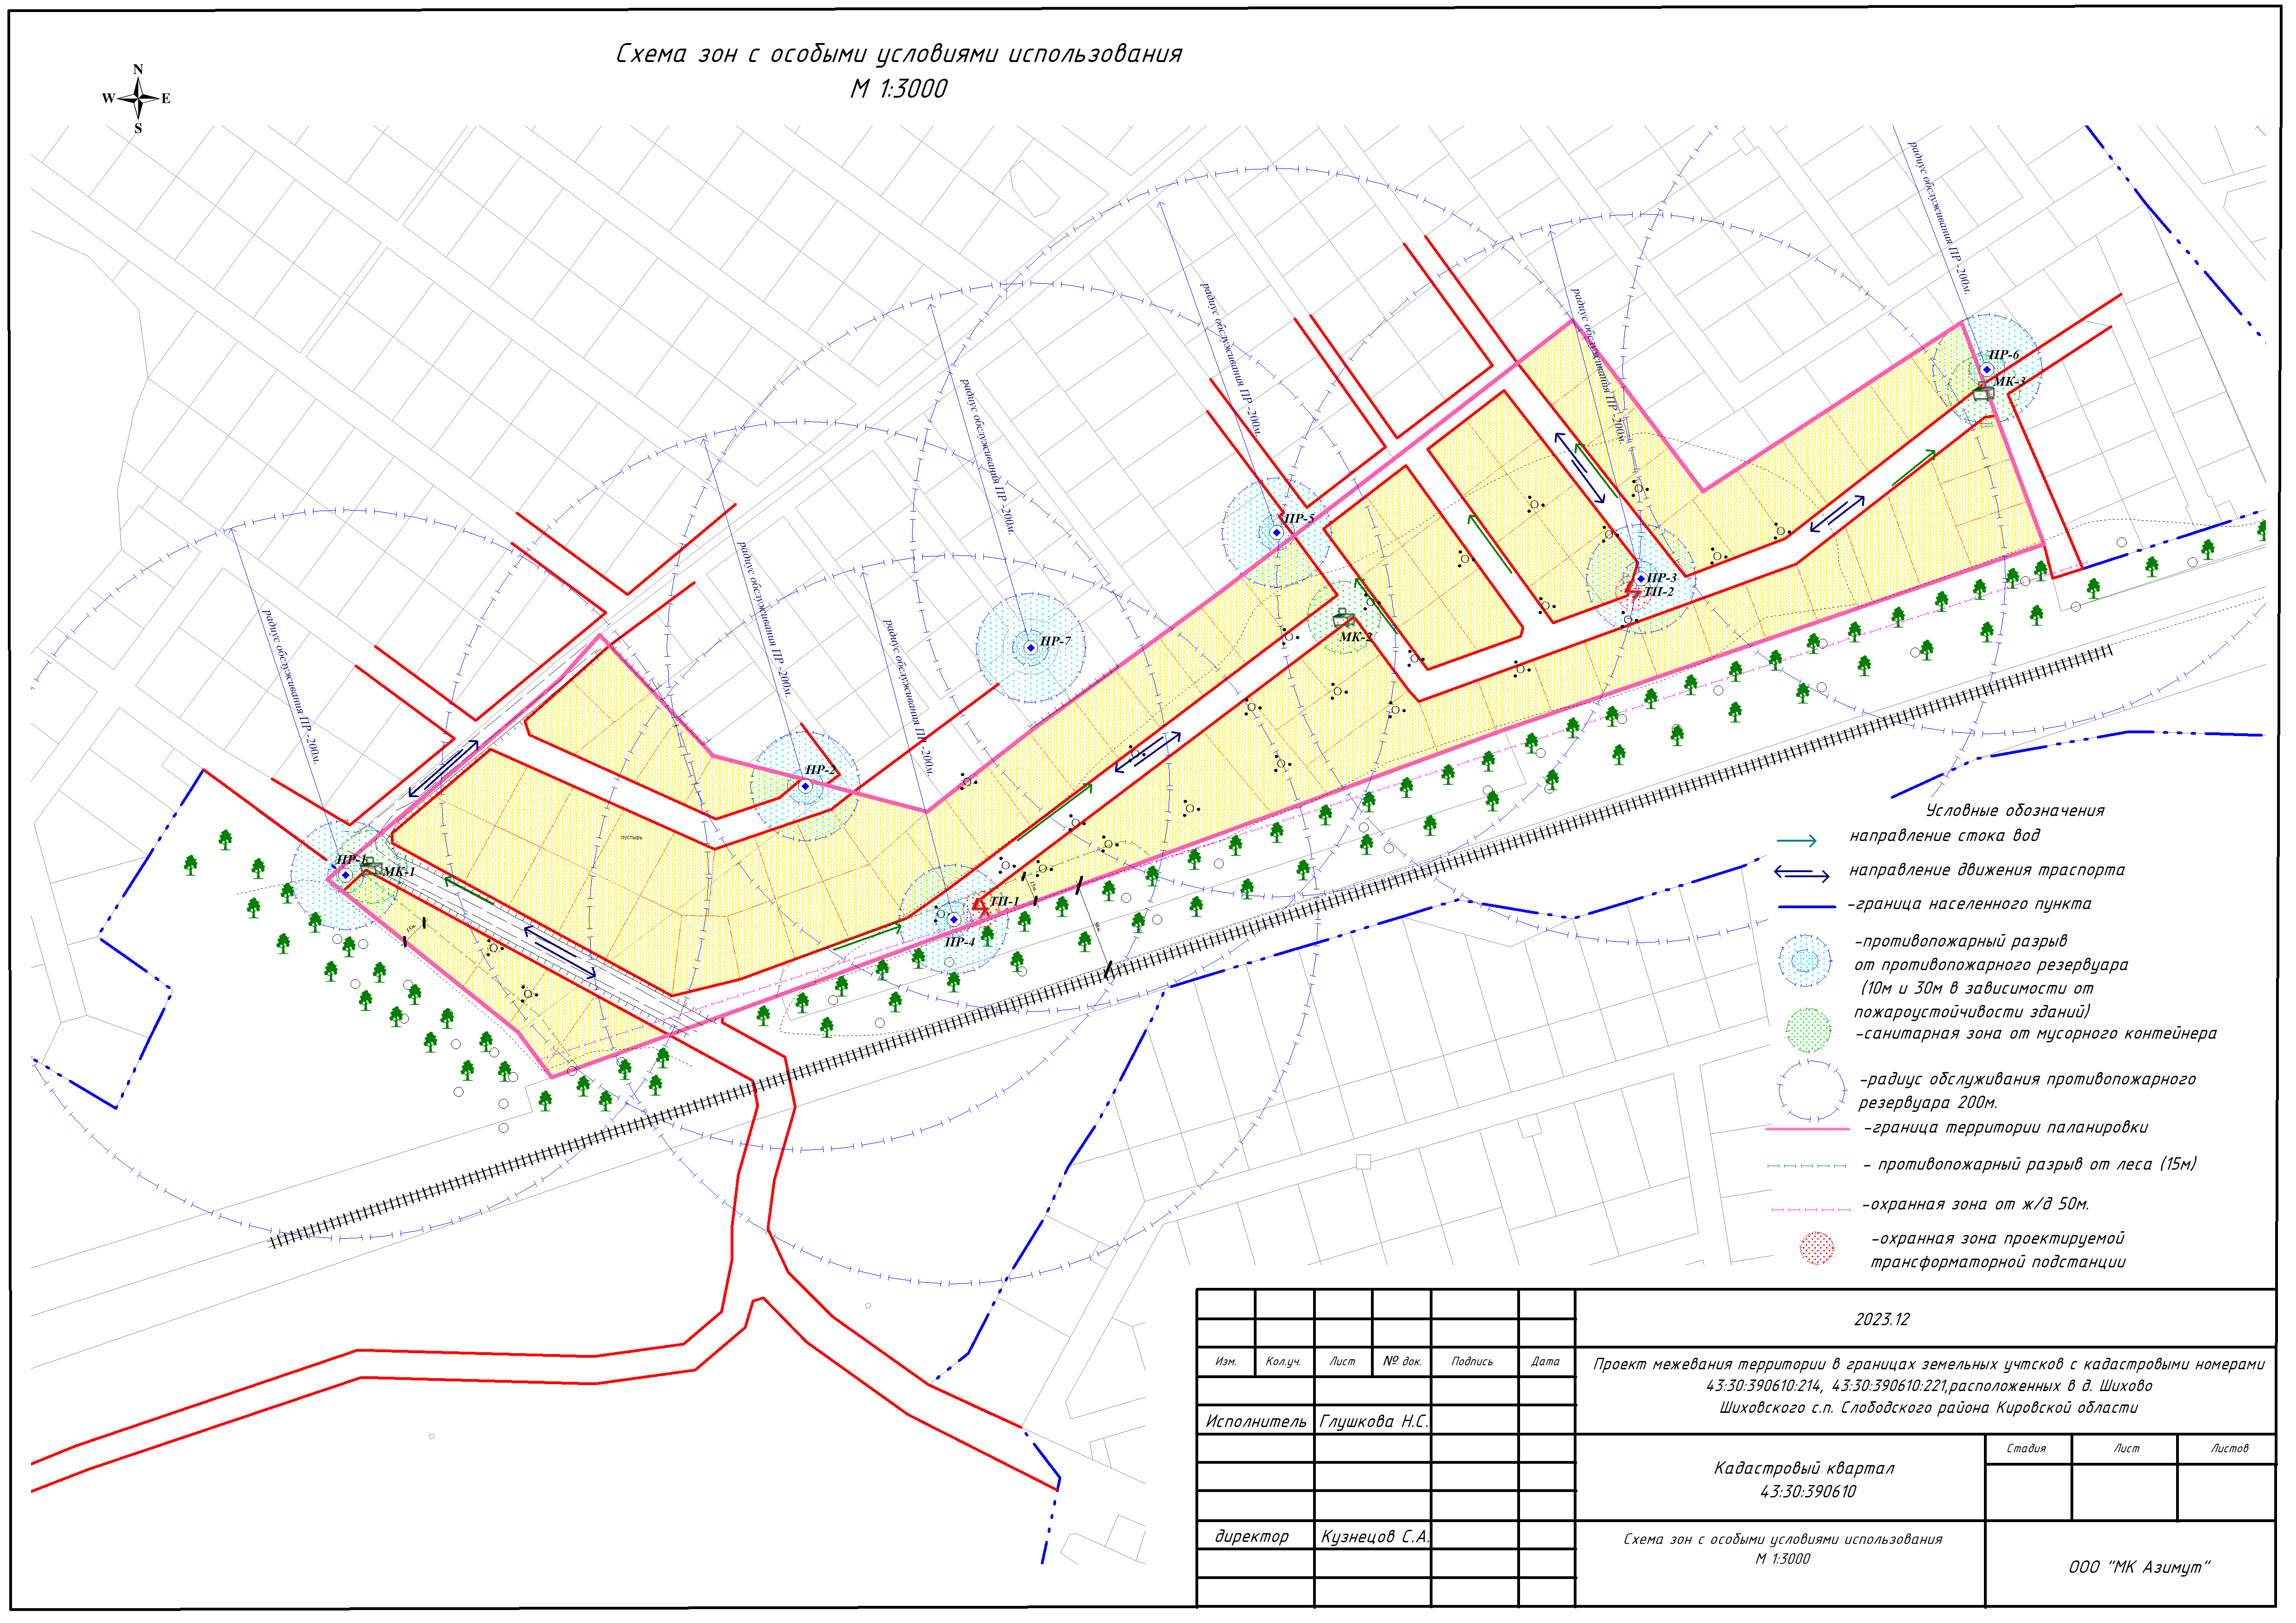 Схема зон с особыми условиями использования
М 1:3000
N
W E
S
радиус обслуживания ПР -200м.
радиус обслуживания ПР -200м.
радиус обслуживания ПР -200м.
радиус обслуживания ПР -200м.
радиус обслуживания ПР -200м.
радиус обслуживания ПР -200м.
радиус обслуживания ПР -200м.
ПР-6
МК-3
ПР-5
ПР-3
ТП-2
МК-2
ПР-7
ПР-2
пустырь
ПР-1
МК-1
ТП-1
ПР-4
15м
15м
50м
Условные обозначения
направление стока вод
направление движения траспорта
-граница населенного пункта
-противопожарный разрыв
от противопожарного резервуара
(10м и 30м в зависимости от
пожароустойчивости зданий)
-санитарная зона от мусорного контейнера
-радиус обслуживания противопожарного
резервуара 200м.
-граница территории паланировки
- противопожарный разрыв от леса (15м)
-охранная зона от ж/д 50м.
-охранная зона проектируемой
трансформаторной подстанции
2023.12
Изм. Кол.уч. Лист № док. Подпись Дата
Проект межевания территории в границах земельных учтсков с кадастровыми номерами
43:30:390610:214, 43:30:390610:221,расположенных в д. Шихово
Шиховского с.п. Слободского района Кировской области
Исполнитель Глушкова Н.С.
Кадастровый квартал
43:30:390610
Стадия Лист Листов
директор Кузнецов С.А.
Схема зон с особыми условиями использования
М 1:3000
ООО "МК Азимут"